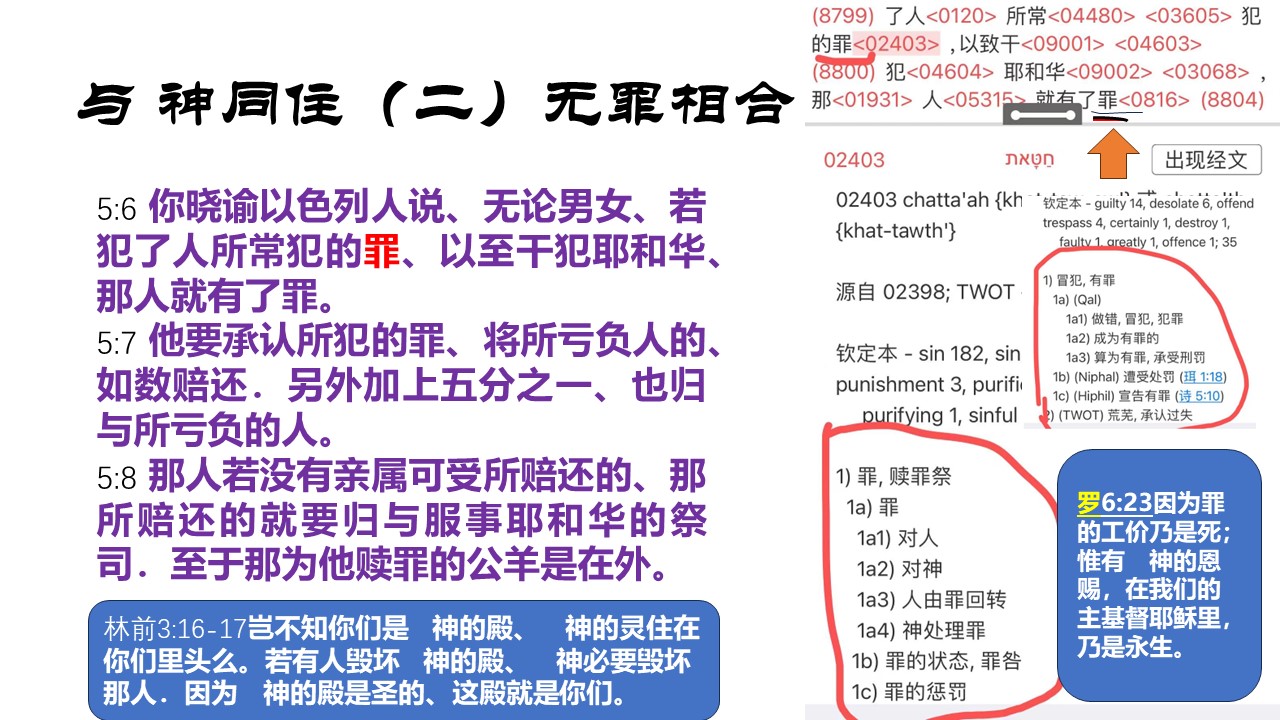 与 神同住（二）无罪相合
5:6 你晓谕以色列人说、无论男女、若
犯了人所常犯的罪、以至干犯耶和华、
那人就有了罪。
5:7 他要承认所犯的罪、将所亏负人的、
如数赔还．另外加上五分之一、也归
与所亏负的人。
5:8 那人若没有亲属可受所赔还的、那
所赔还的就要归与服事耶和华的祭
司．至于那为他赎罪的公羊是在外。
林前3:16-17岂不知你们是　神的殿、　神的灵住在
你们里头么。若有人毁坏　神的殿、　神必要毁坏
那人．因为　神的殿是圣的、这殿就是你们。
(8799) 了人<0120> 所常<04480> <03605> 犯
的罪<02403> ,以致干<09001> <04603>
(8800) 犯<04604> 耶和华<09002> <03068> ,
那<01931> 人<05315> 就有了罪<0816> (8804)
02403 חַטָּאת 出现经文
02403 chatta'ah
{khat-tawth'}
源自 02398; TWOT
钦定本 - sin 182, sin
punishment 3,
purifying 1, sinful
钦定本 - guilty 14, desolate 6, offend
trespass 4, certainly 1, destroy 1,
faulty 1, greatly 1, offence 1; 35
1) 冒犯, 有罪
1a) (Qal)
1a1) 做错, 冒犯, 犯罪
1a2) 成为有罪的
1a3) 算为有罪, 承受刑罚
1b) (Niphal) 遭受处罚 (珥 1:18)
1c) (Hiphil) 宣告有罪 (诗 5:10)
2) (TWOT) 荒芜, 承认过失
1) 罪, 赎罪祭
1a) 罪
1a1) 对人
1a2) 对神
1a3) 人由罪回转
1a4) 神处理罪
1b) 罪的状态, 罪咎
1c) 罪的惩罚
罗6:23因为罪
的工价乃是死；
惟有　神的恩
赐，在我们的
主基督耶稣里，
乃是永生。